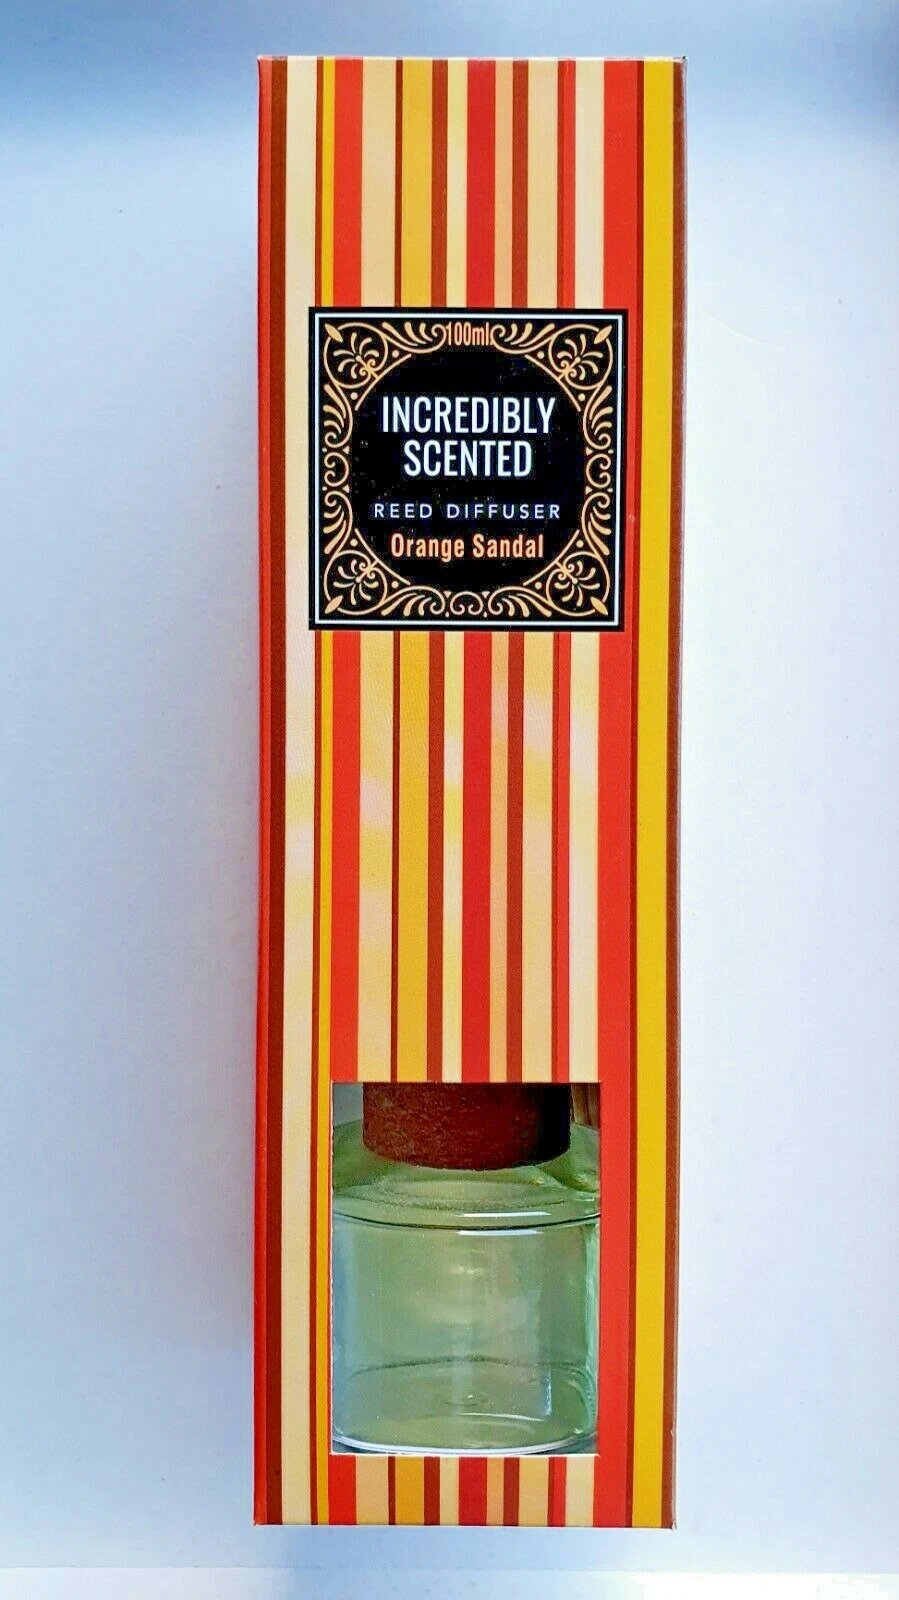 100ml
INCREDIBLY
SCENTED
REED DIFFUSER
Orange Sandal